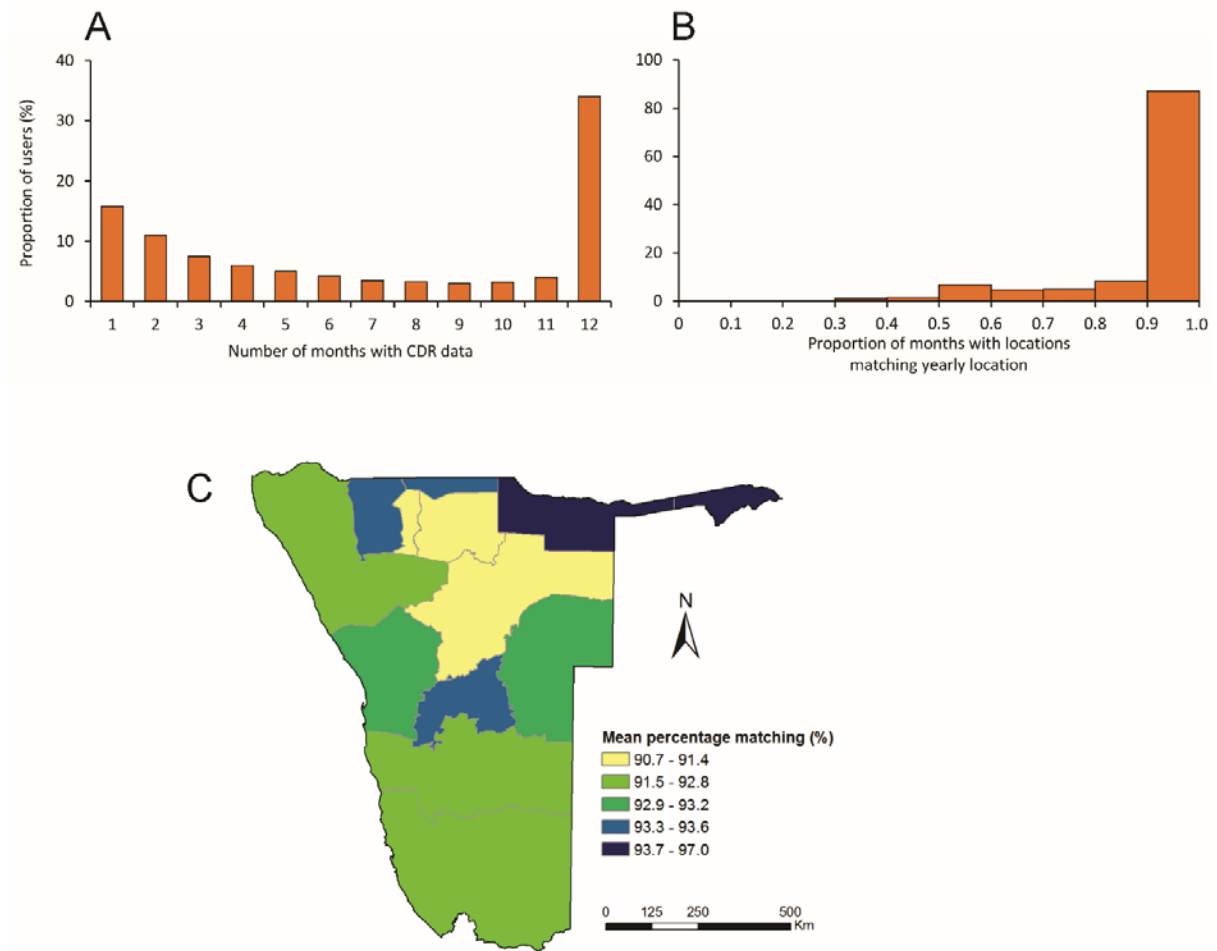 A
Proportion of users (%)
40
30
20
10
0
1 2 3 4 5 6 7 8 9 10 11 12
Number of months with CDR data
B
100
80
60
40
20
0
0 0.1 0.2 0.3 0.4 0.5 0.6 0.7 0.8 0.9 1.0
Proportion of months with locations
matching yearly location
C
N
Mean percentage matching (%)
90.7 - 91.4
91.5 - 92.8
92.9 - 93.2
93.3 - 93.6
93.7 - 97.0
0 125 250 500
Km